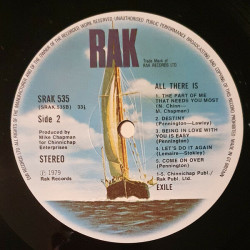 RAK
Trade Mark of
RAK RECORDS LTD.
SRAK 535
(SRAK 535B) 33⅓
Side 2
Produced by
Mike Chapman
for Chinnichap
Enterprises
STEREO
℗ 1979
Rak Records
ALL THERE IS
1. THE PART OF ME
THAT NEEDS YOU MOST
(N. Chinn-
M. Chapman)
2. DESTINY
(Pennington-Lemaire)
3. BEING IN LOVE WITH
YOU IS EASY
(Pennington)
4. LET'S DO IT AGAIN
(Lemaire-Stokley)
5. COME ON OVER
(Pennington)
1-5. Chinnichap Publ./
Rak Publ. Ltd.
EXILE